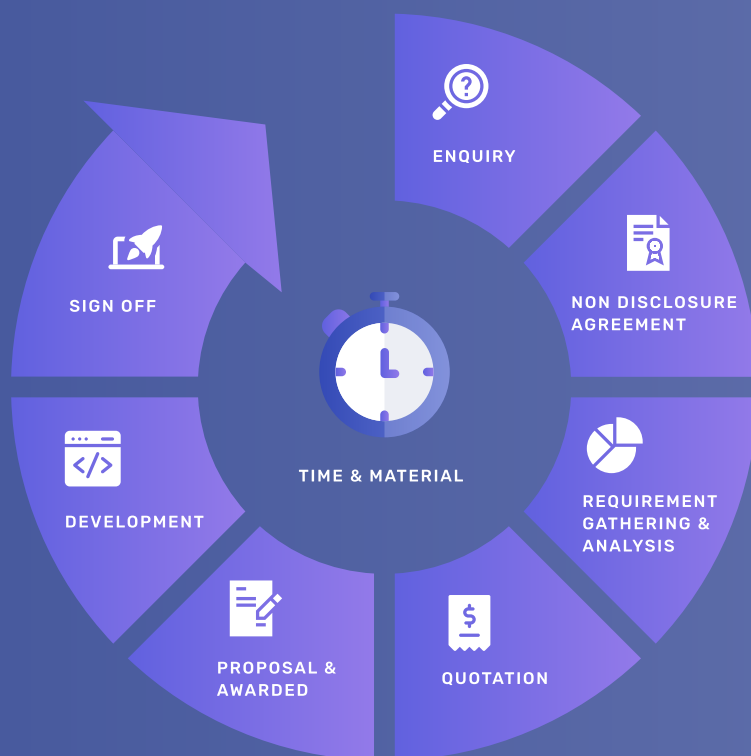 ENQUIRY
NON DISCLOSURE
AGREEMENT
REQUIREMENT
GATHERING &
ANALYSIS
QUOTATION
PROPOSAL &
AWARDED
DEVELOPMENT
SIGN OFF
TIME & MATERIAL